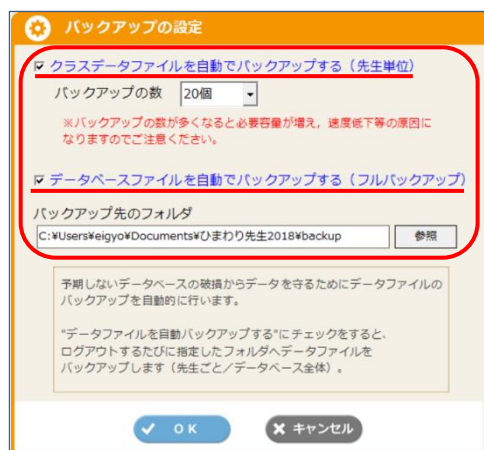 バックアップの設定
クラスデータファイルを自動でバックアップする（先生単位）
バックアップの数 20個
※バックアップの数が多くなると必要容量が増え，速度低下等の原因に
なりますのでご注意ください。
データベースファイルを自動でバックアップする（フルバックアップ）
バックアップ先のフォルダ
C:¥Users¥eigyo¥Documents¥ひまわり先生2018¥backup 参照
予期しないデータベースの破損からデータを守るためにデータファイルの
バックアップを自動的に行います。
"データファイルを自動バックアップする"にチェックをすると、
ログアウトするたびに指定したフォルダへデータファイルを
バックアップします（先生ごと／データベース全体）。
OK キャンセル